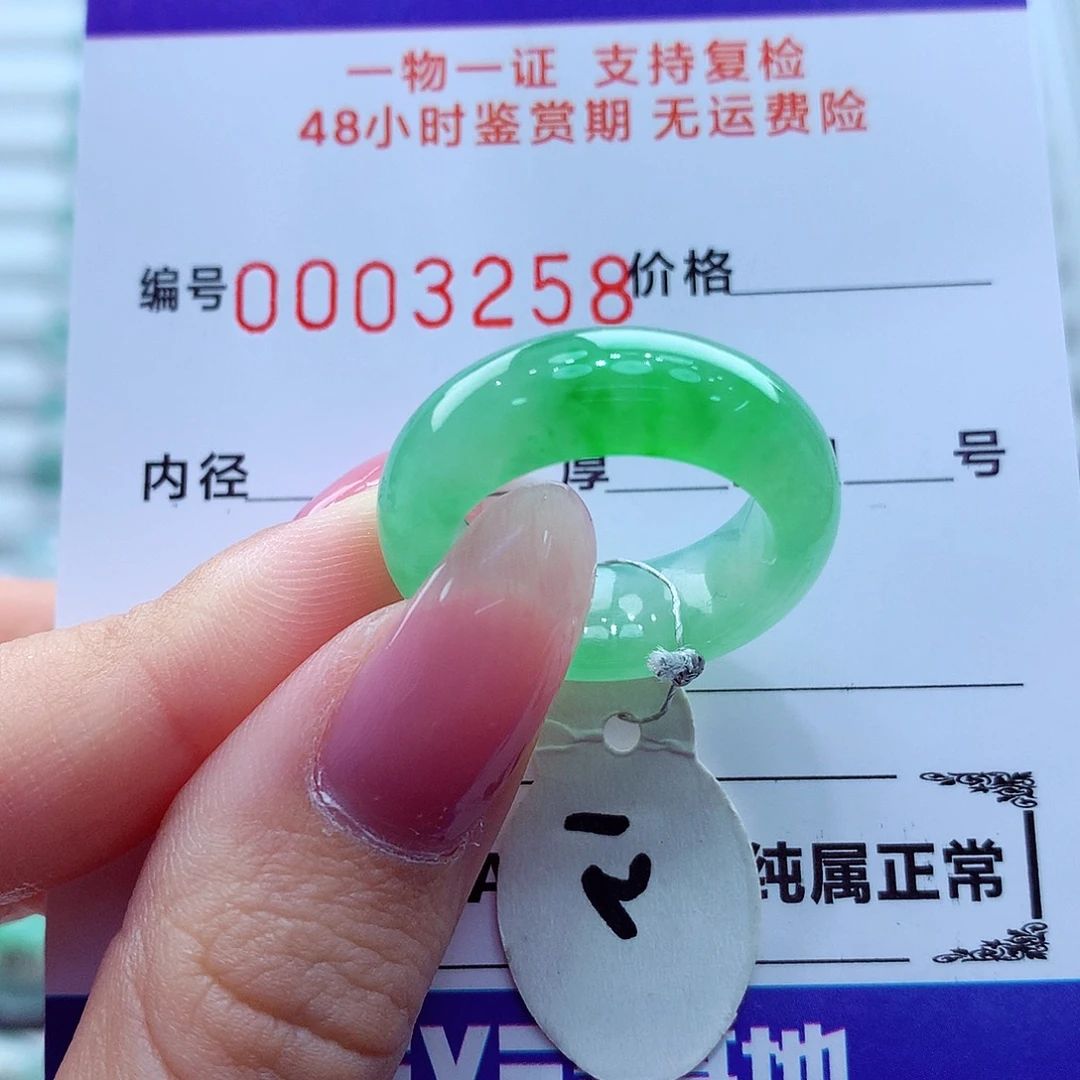 一物一证 支持复检
48小时鉴赏期 无运费险
编号0003258价格
内径 厚 号
纯属正常
基地